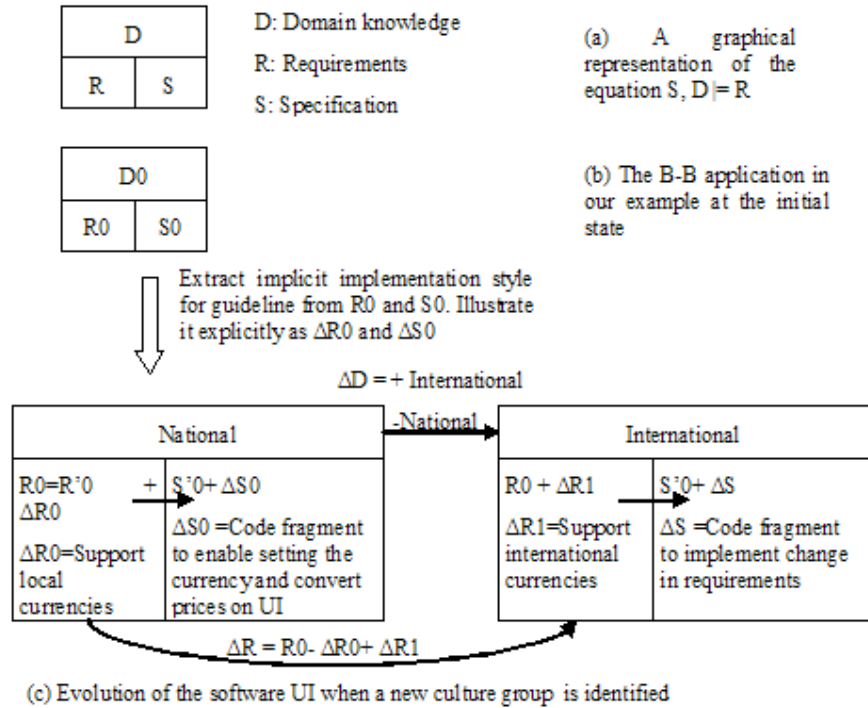 D
R S
D: Domain knowledge
R: Requirements
S: Specification
(a) A graphical
representation of the
equation S, D |= R
D0
R0 S0
(b) The B-B application in
our example at the initial
state
Extract implicit implementation style
for guideline from R0 and S0. Illustrate
it explicitly as ΔR0 and ΔS0
ΔD = + International
-National
National
R0=R’0 +
ΔR0
ΔR0=Support
local
currencies
S’0+ ΔS0
ΔS0 =Code fragment
to enable setting the
currency and convert
prices on UI
International
R0 + ΔR1
ΔR1=Support
international
currencies
S’0+ ΔS
ΔS =Code fragment
to implement change
in requirements
ΔR = R0- ΔR0+ ΔR1
(c) Evolution of the software UI when a new culture group is identified